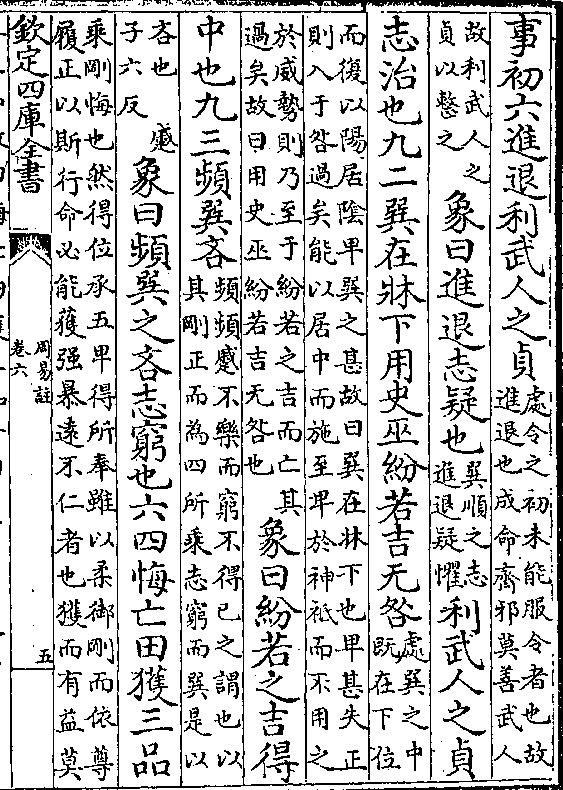 事初六進退利武人之貞處令之初未能服令者也故
進退也成命齊邪莫善武人
故利武人之
貞以整之
象曰進退志疑也巽順之志
進退疑懼
利武人之貞
志治也九二巽在牀下用史巫紛若吉无咎處巽之中
既在下位
而復以陽居陰卑巽之甚故曰巽在牀下也卑甚失正
則入于咎過矣能以居中而施至卑於神祇而不用之
於威勢則乃至于紛若之吉而亡其
過矣故曰用史巫紛若吉无咎也
象曰紛若之吉得
中也九三頻巽吝頻頻蹙不樂而窮不得已之謂也以
其剛正而為四所乘志窮而巽是以
吝也 蹙
子六反
象曰頻巽之吝志窮也六四悔亡田獲三品
乘剛悔也然得位承五卑得所奉雖以柔御剛而依尊
履正以斯行命必能獲强暴遠不仁者也獲而有益莫
欽定四庫全書
周易註
卷六
五